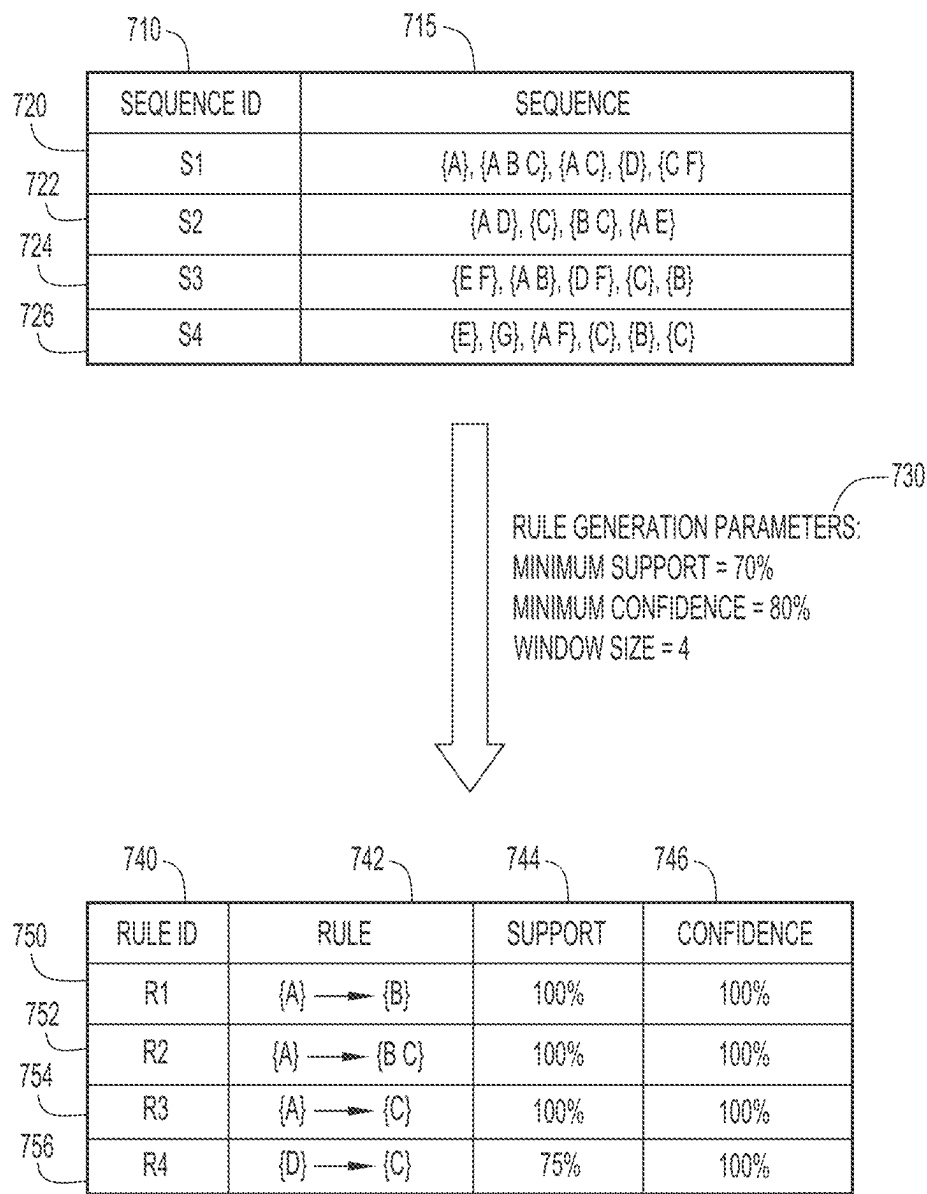 710
715
720
SEQUENCE ID SEQUENCE
S1 {A}, {A B C}, {A C}, {D}, {C F}
722
S2 {A D}, {C}, {B C}, {A E}
724
S3 {E F}, {A B}, {D F}, {C}, {B}
726
S4 {E}, {G}, {A F}, {C}, {B}, {C}
730
RULE GENERATION PARAMETERS:
MINIMUM SUPPORT = 70%
MINIMUM CONFIDENCE = 80%
WINDOW SIZE = 4
740 742 744 746
750
RULE ID RULE SUPPORT CONFIDENCE
R1 {A} → {B} 100% 100%
752
R2 {A} → {B C} 100% 100%
754
R3 {A} → {C} 100% 100%
756
R4 {D} → {C} 75% 100%